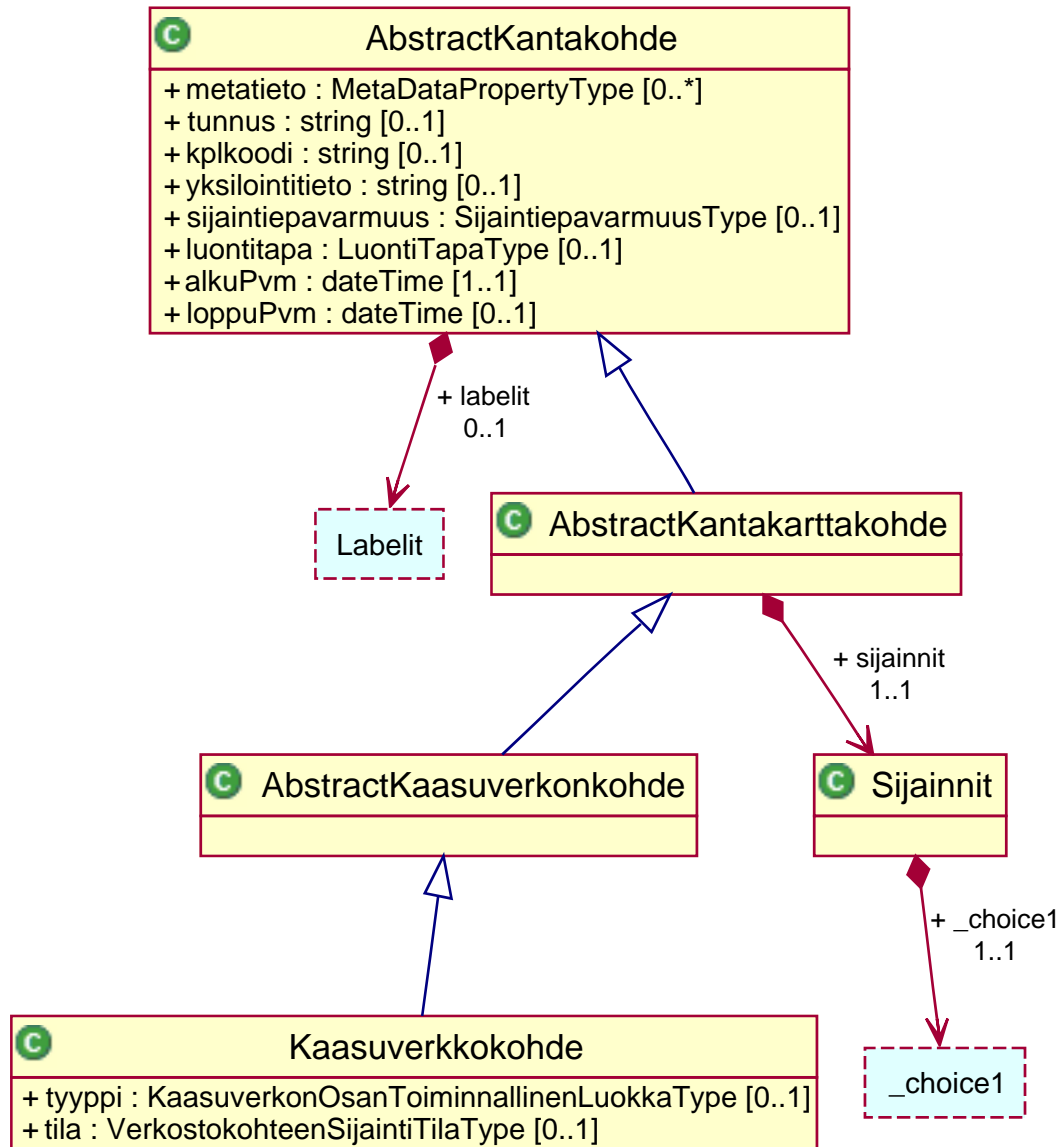 C AbstractKantakohde
+ metatieto : MetaDataPropertyType [0..*]
+ tunnus : string [0..1]
+ kplkoodi : string [0..1]
+ yksilointitieto : string [0..1]
+ sijaintiepavarmuus : SijaintiepavarmuusType [0..1]
+ luontitapa : LuontiTapaType [0..1]
+ alkuPvm : dateTime [1..1]
+ loppuPvm : dateTime [0..1]
+ labelit
0..1
Labelit
C AbstractKantakarttakohde
+ sijainnit
1..1
C AbstractKaasuverkonkohde
C Sijainnit
+ _choice1
1..1
C Kaasuverkkokohde
+ tyyppi : KaasuverkonOsanToiminnallinenLuokkaType [0..1]
+ tila : VerkostokohteenSijaintiTilaType [0..1]
_choice1